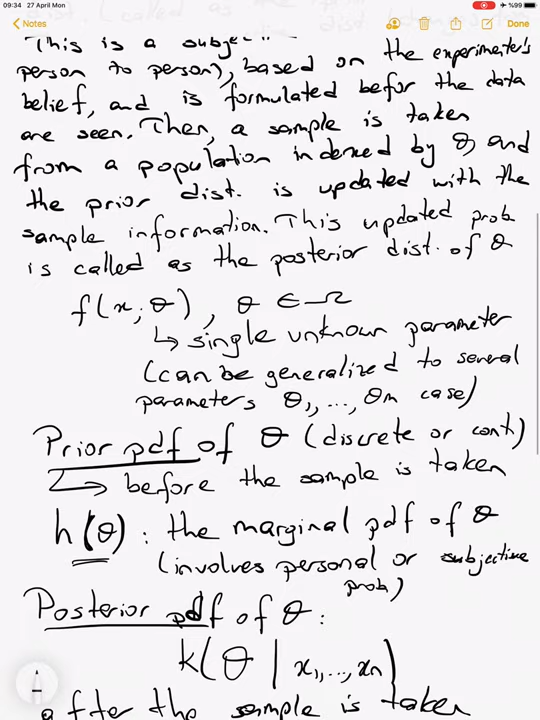 09:34 27 April Mon %99
Notes Done
This is a subje
person to person), based on the experimenter's
belief, and is formulated befor the data
are seen. Then, a sample is taken
from a population indexed by θ, and
the prior dist. is updated with the
sample information. This updated prob.
is called as the posterior dist. of θ
f(x; θ), θ ∈ Ω
↳ single unknown parameter
(can be generalized to several
parameters θ1, ..., θm case)
Prior pdf of θ (discrete or cont.)
↳ before the sample is taken
h(θ): the marginal pdf of θ
(involves personal or subjective
prob)
Posterior pdf of θ:
k(θ | x1, ..., xn)
after the sample is taken